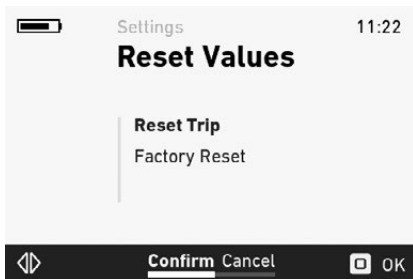 Settings
11:22
Reset Values
Reset Trip
Factory Reset
Confirm Cancel
OK